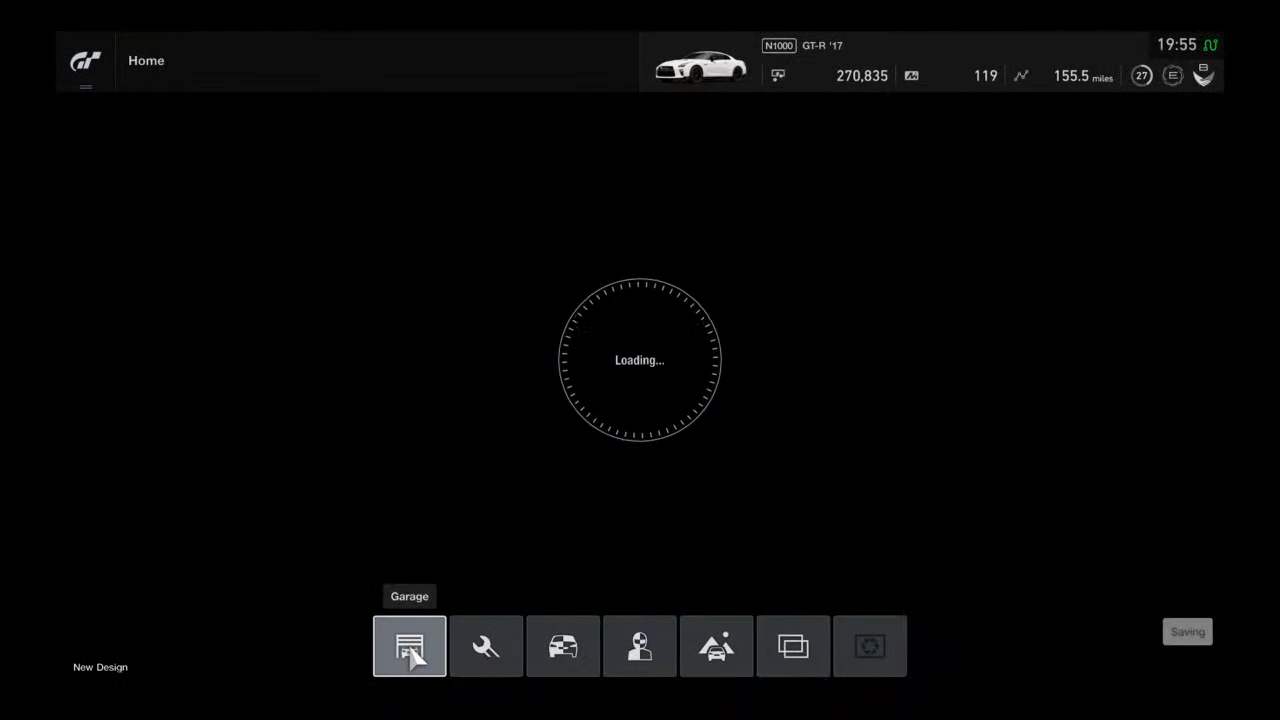 Home
N1000 GT-R '17
19:55
270,835
119
155.5 miles
27
E
B
Loading...
Garage
Saving
New Design